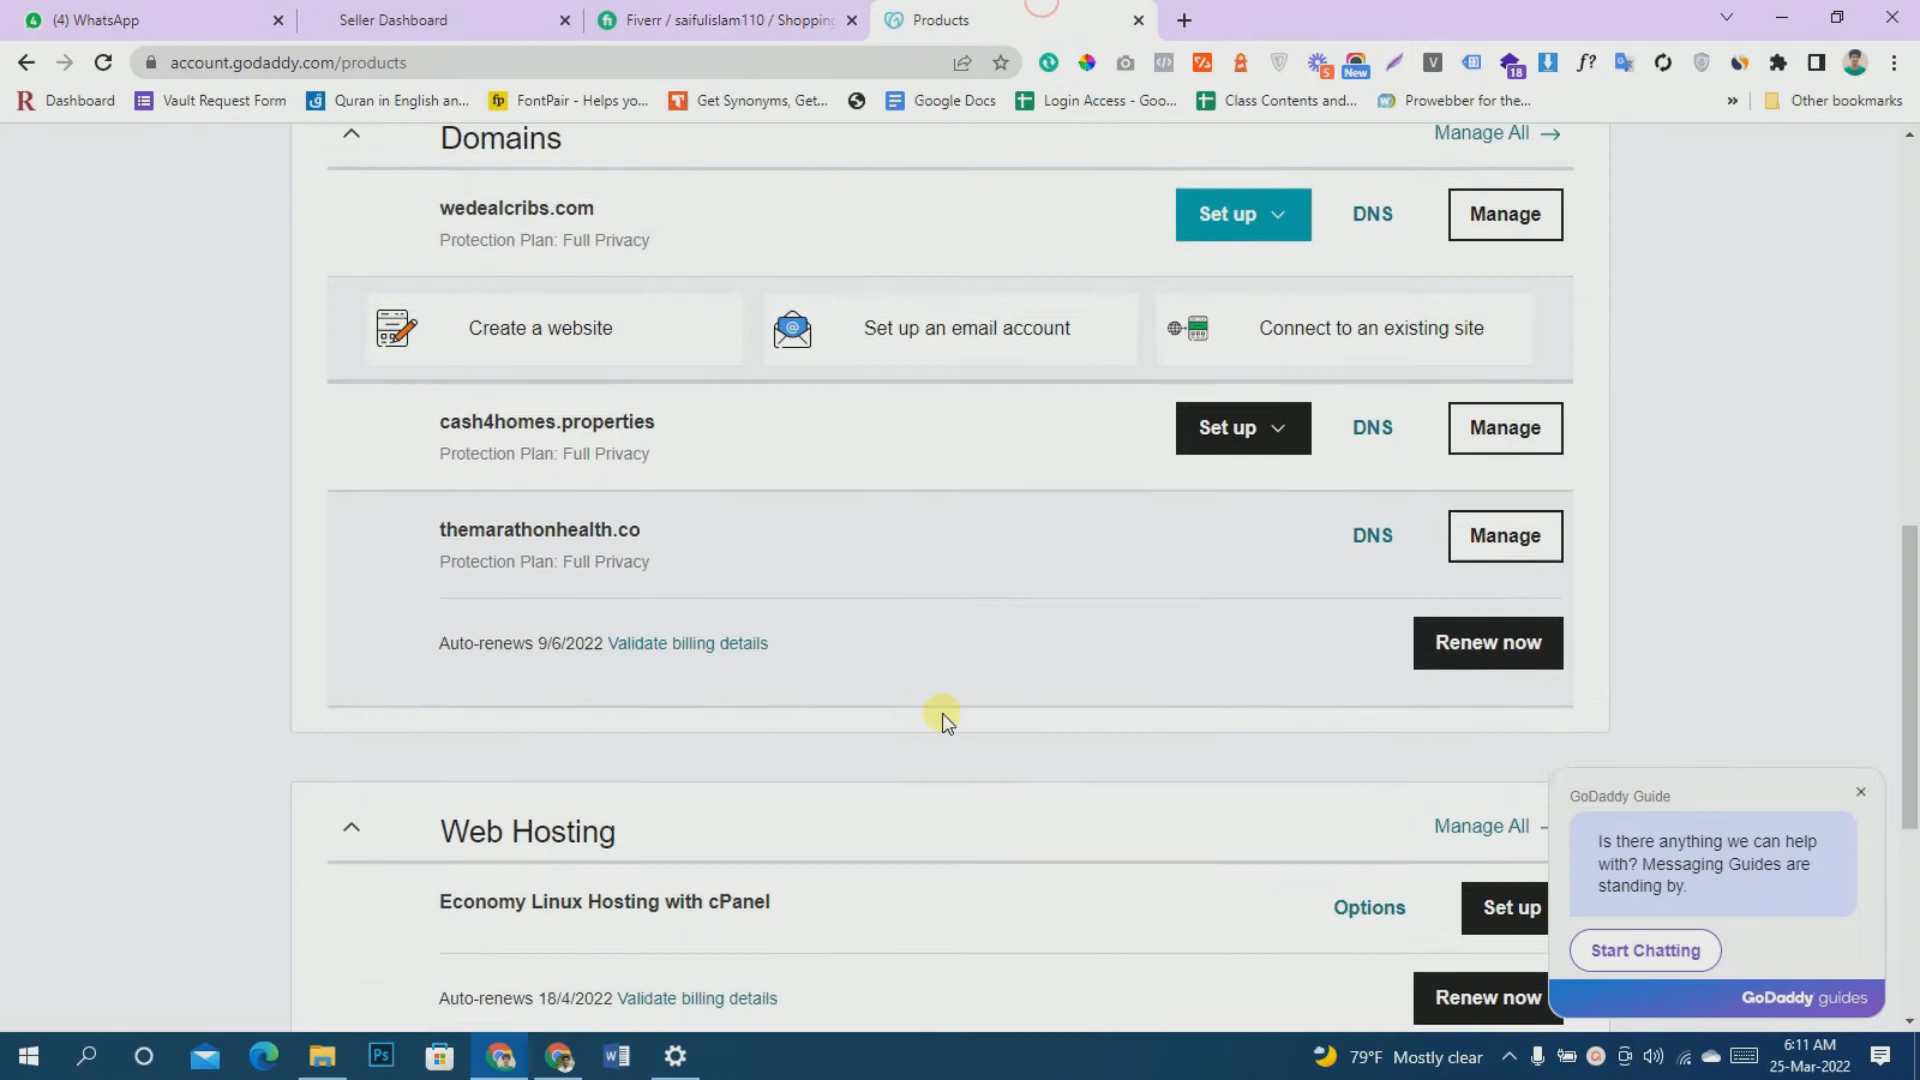 (4) WhatsApp
Seller Dashboard
Fiverr / saifulislam110 / Shopping
Products
account.godaddy.com/products
5
New
V
18
f?
R Dashboard
Vault Request Form
Quran in English an...
fp FontPair - Helps yo...
T Get Synonyms, Get...
Google Docs
Login Access - Goo...
Class Contents and...
Prowebber for the...
»
Other bookmarks
Domains
Manage All →
wedealcribs.com
Set up
DNS
Manage
Protection Plan: Full Privacy
Create a website
Set up an email account
Connect to an existing site
cash4homes.properties
Set up
DNS
Manage
Protection Plan: Full Privacy
themarathonhealth.co
DNS
Manage
Protection Plan: Full Privacy
Auto-renews 9/6/2022 Validate billing details
Renew now
Web Hosting
Manage All
Economy Linux Hosting with cPanel
Options
Set up
Auto-renews 18/4/2022 Validate billing details
Renew now
GoDaddy Guide
Is there anything we can help
with? Messaging Guides are
standing by.
Start Chatting
GoDaddy guides
Ps
W
79°F Mostly clear
6:11 AM
25-Mar-2022